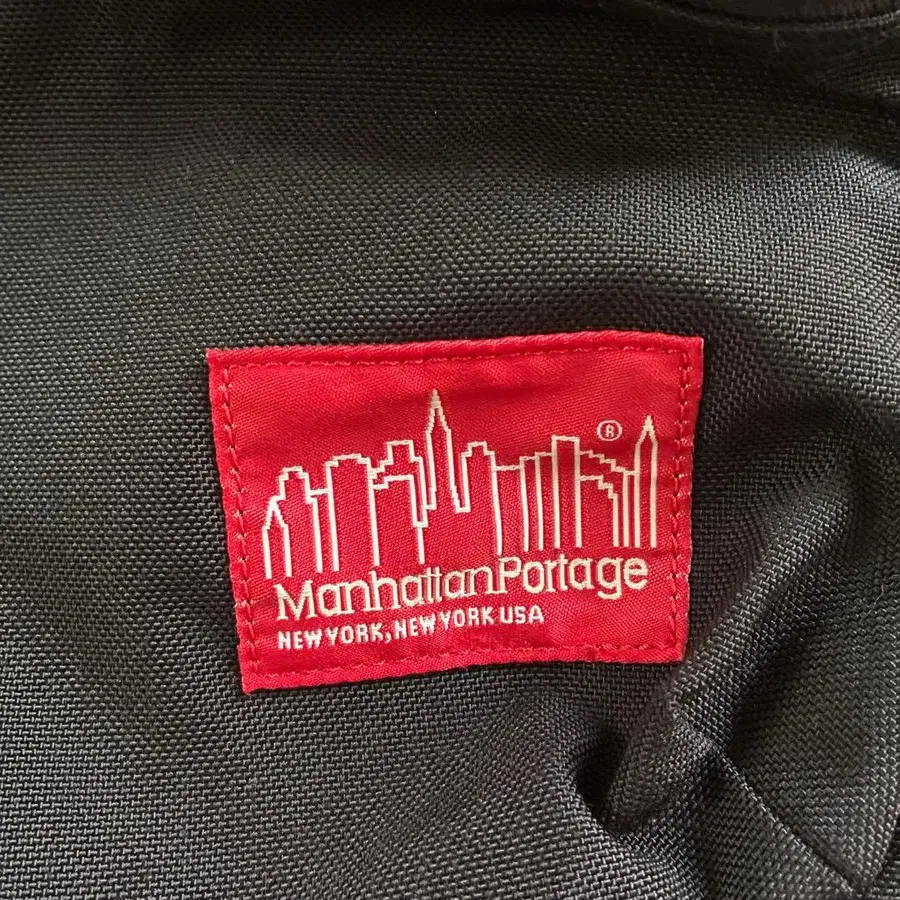 ®
ManhattanPortage
NEW YORK, NEW YORK USA